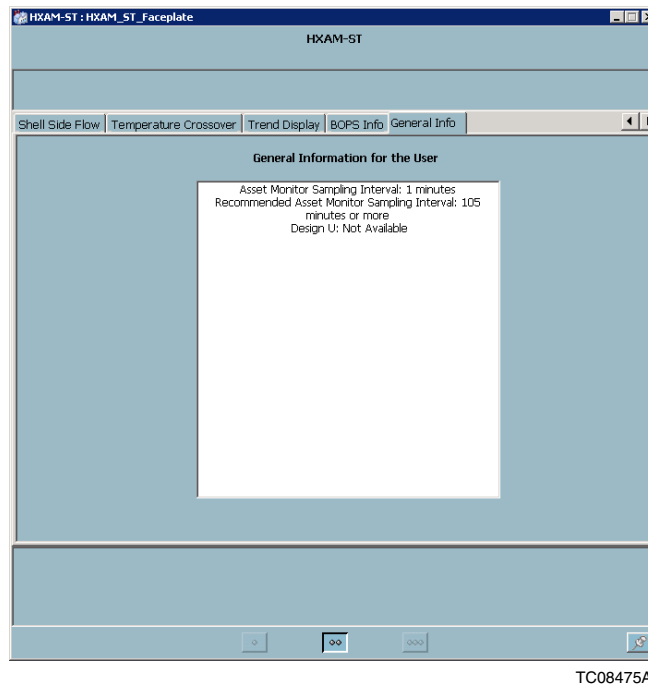 HXAM-ST : HXAM_ST_Faceplate
HXAM-ST
Shell Side Flow Temperature Crossover Trend Display BOPS Info General Info
General Information for the User
Asset Monitor Sampling Interval: 1 minutes
Recommended Asset Monitor Sampling Interval: 105
minutes or more
Design U: Not Available
TC08475A